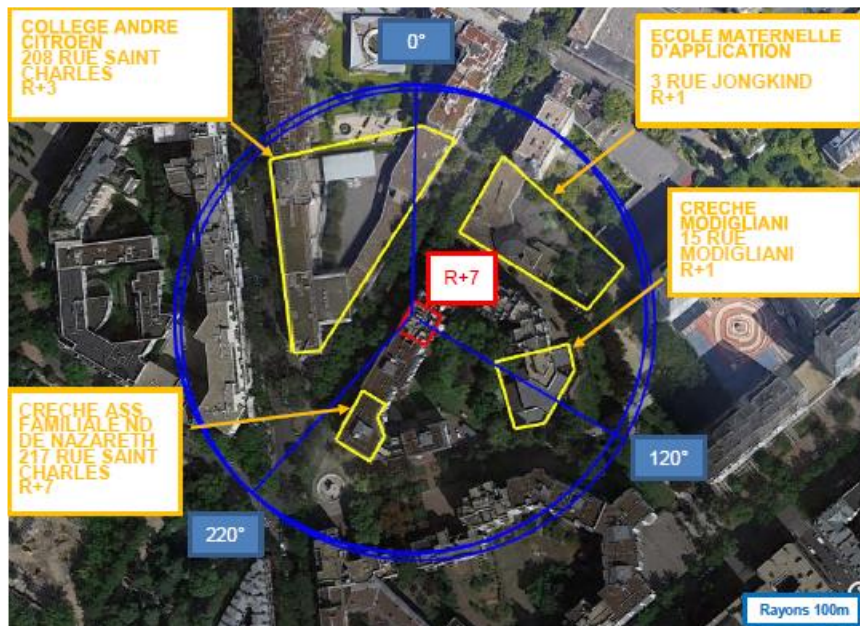 COLLEGE ANDRE
CITROEN
208 RUE SAINT
CHARLES
R+3
0°
ECOLE MATERNELLE
D'APPLICATION
3 RUE JONGKIND
R+1
CRECHE
MODIGLIANI
15 RUE
MODIGLIANI
R+1
R+7
CRECHE ASS
FAMILIALE ND
DE NAZARETH
217 RUE SAINT
CHARLES
R+7
120°
220°
Rayons 100m